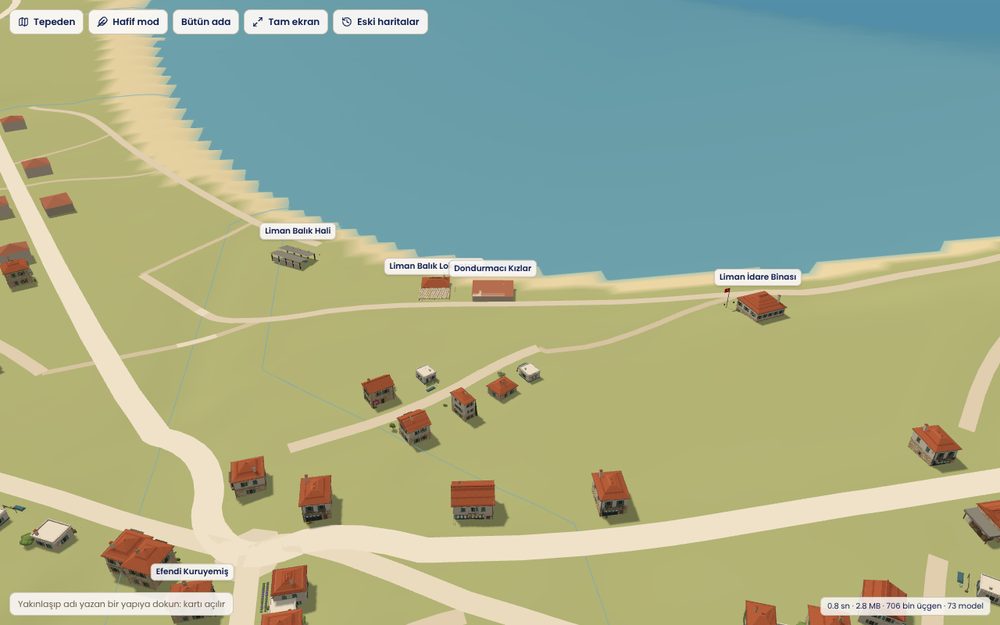 Tepeden
Hafif mod
Bütün ada
Tam ekran
Eski haritalar
Liman Balık Hali
Liman Balık Lo
Dondurmacı Kızlar
Liman İdare Binası
Efendi Kuruyemiş
Yakınlaşıp adı yazan bir yapıya dokun: kartı açılır
0.8 sn · 2.8 MB · 706 bin üçgen · 73 model